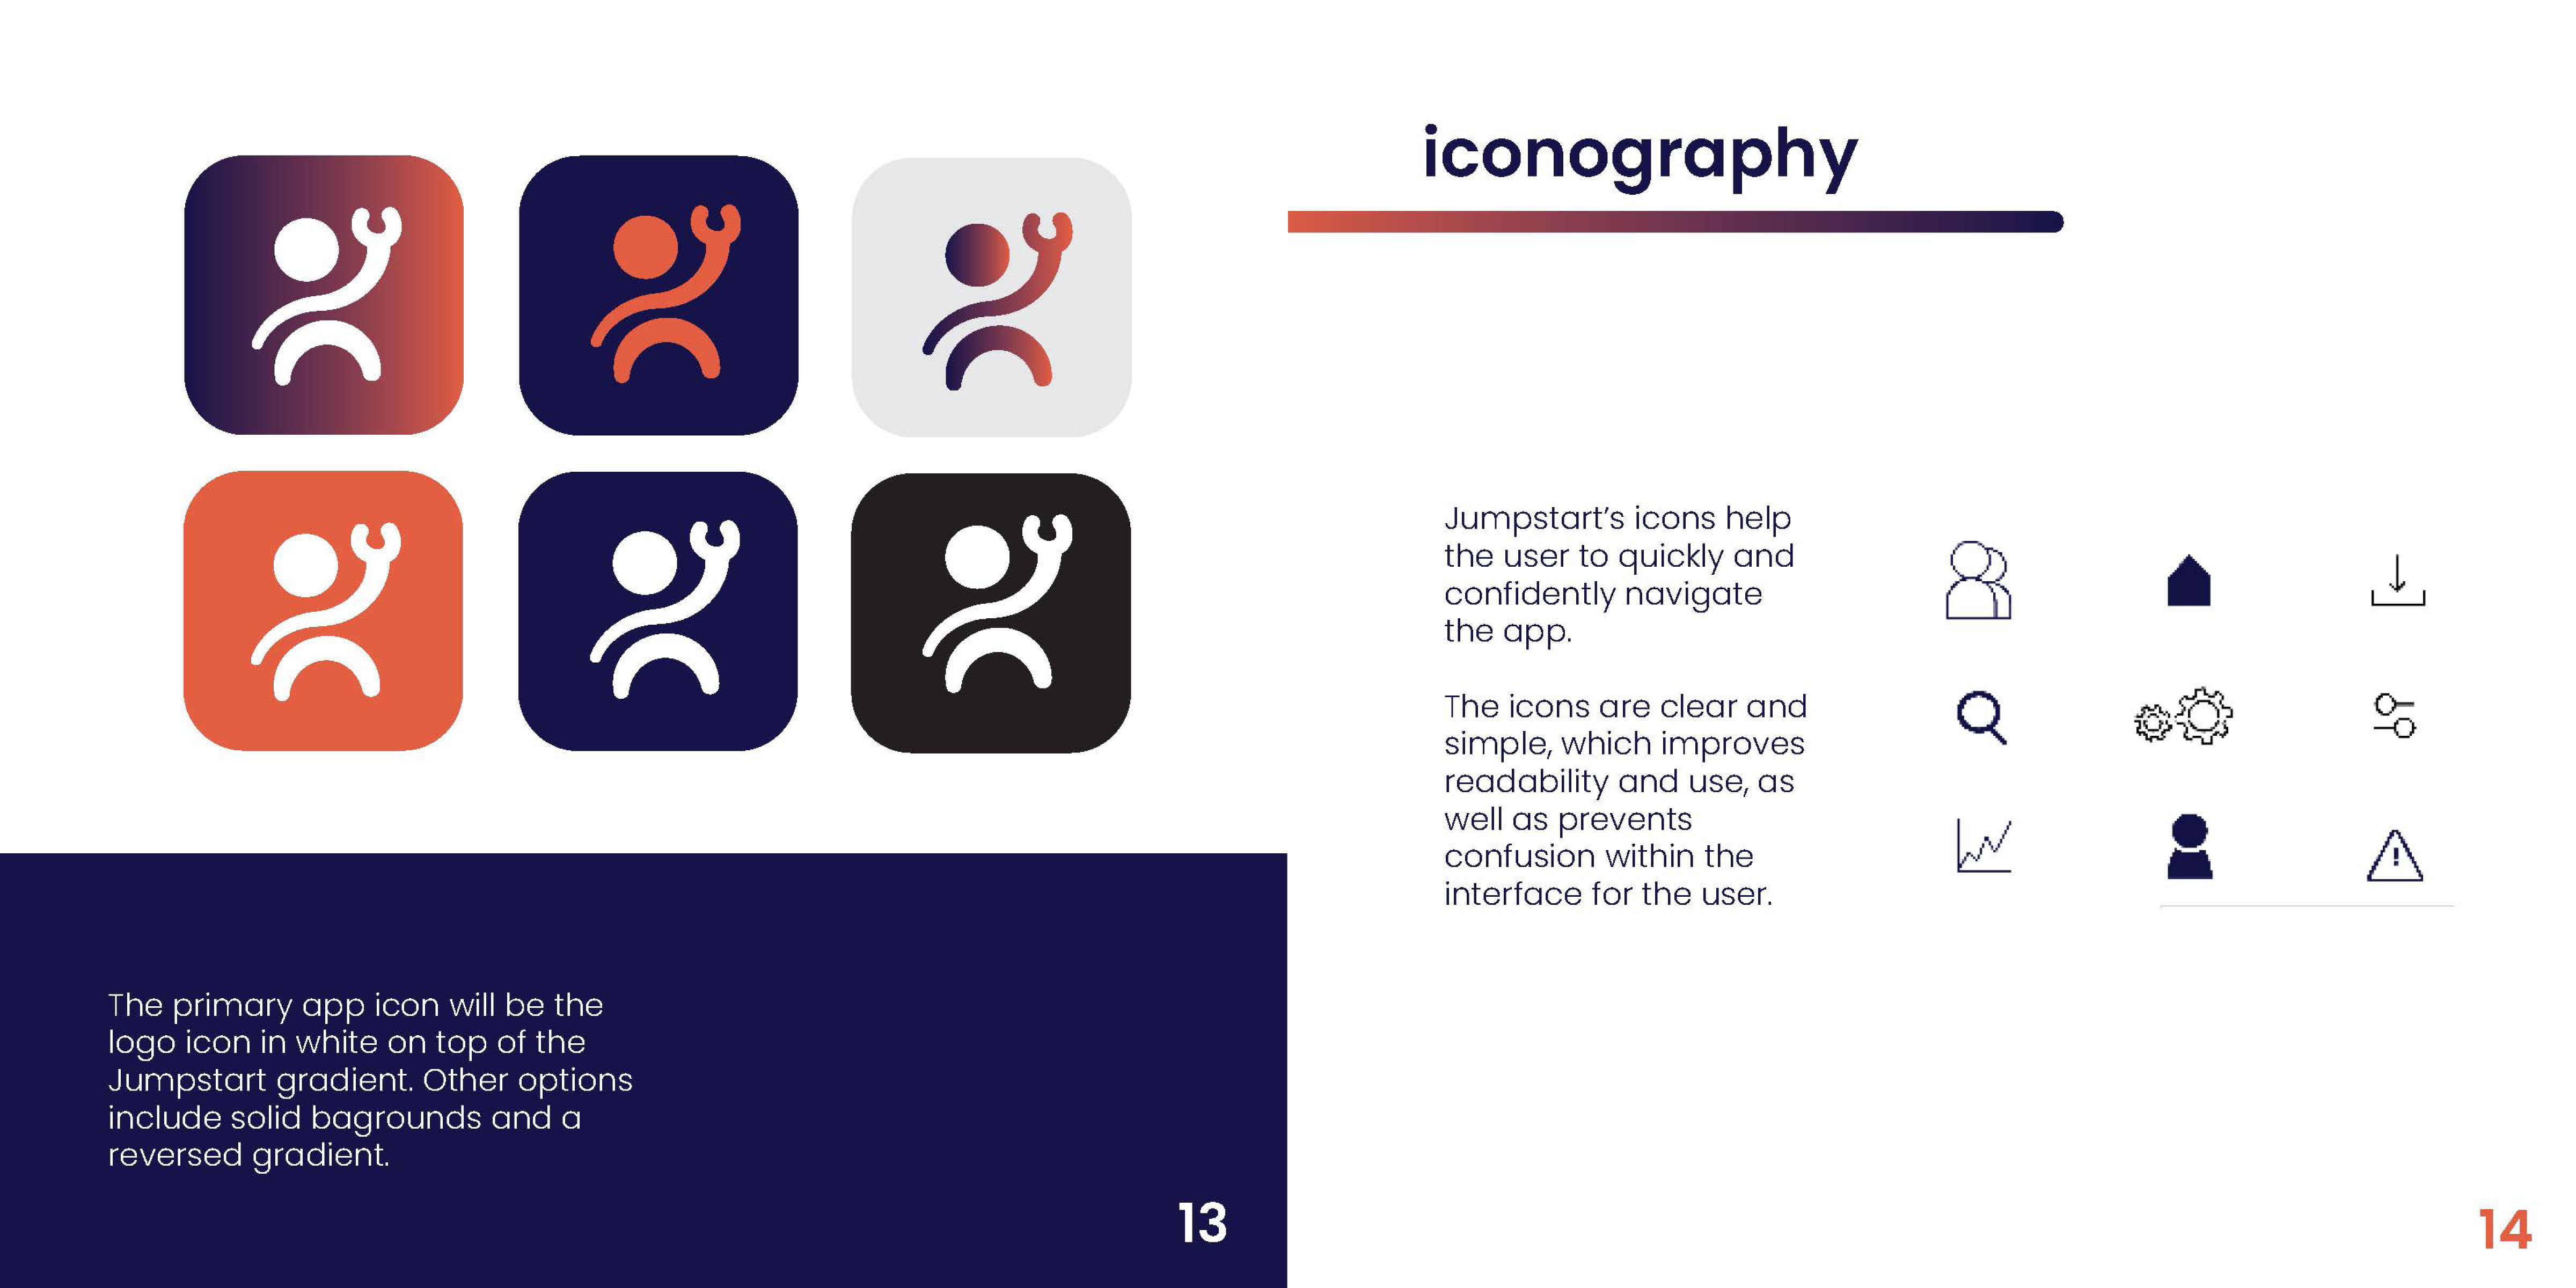 The primary app icon will be the
logo icon in white on top of the
Jumpstart gradient. Other options
include solid bagrounds and a
reversed gradient.
13
iconography
Jumpstart’s icons help
the user to quickly and
confidently navigate
the app.
The icons are clear and
simple, which improves
readability and use, as
well as prevents
confusion within the
interface for the user.
14